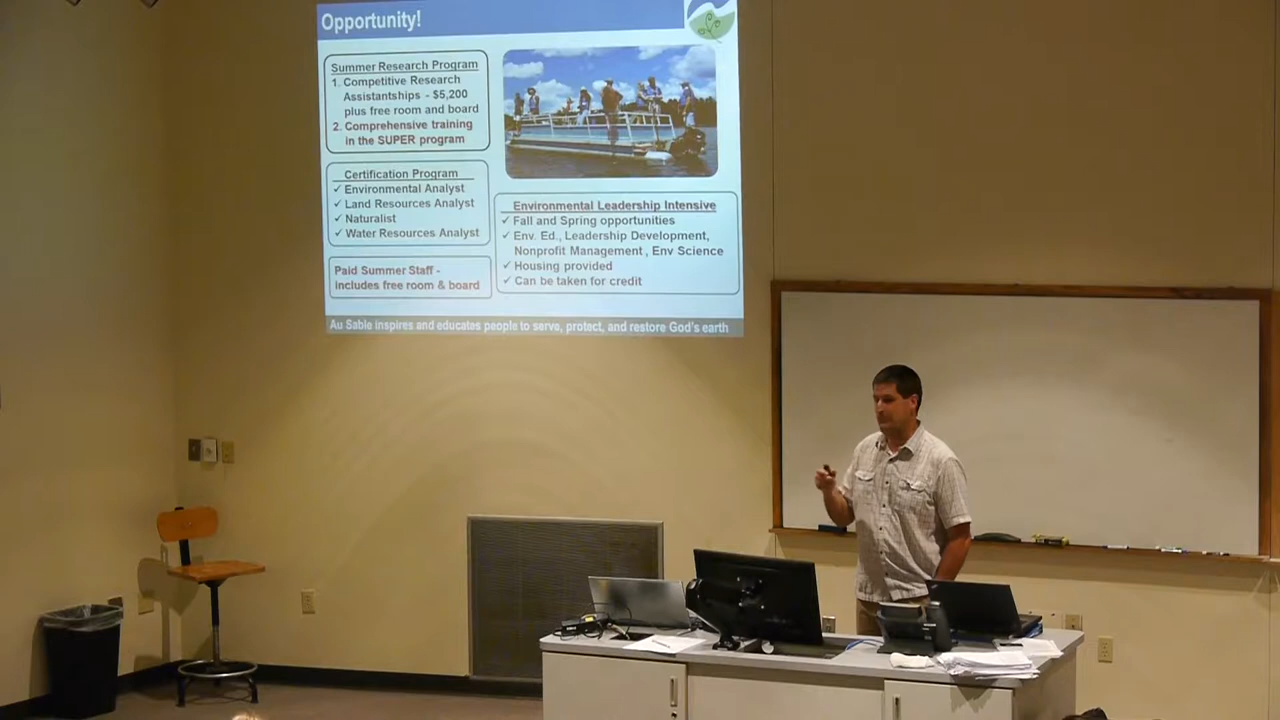 Opportunity!
Summer Research Program
1. Competitive Research
Assistantships - $5,200
plus free room and board
2. Comprehensive training
in the SUPER program
Certification Program
✓ Environmental Analyst
✓ Land Resources Analyst
✓ Naturalist
✓ Water Resources Analyst
Paid Summer Staff -
includes free room & board
Environmental Leadership Intensive
✓ Fall and Spring opportunities
✓ Env. Ed., Leadership Development,
Nonprofit Management , Env Science
✓ Housing provided
✓ Can be taken for credit
Au Sable inspires and educates people to serve, protect, and restore God's earth